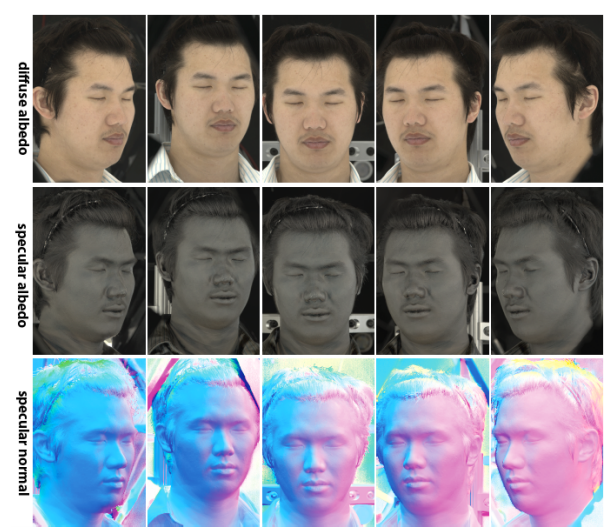 diffuse albedo
specular albedo
specular normal